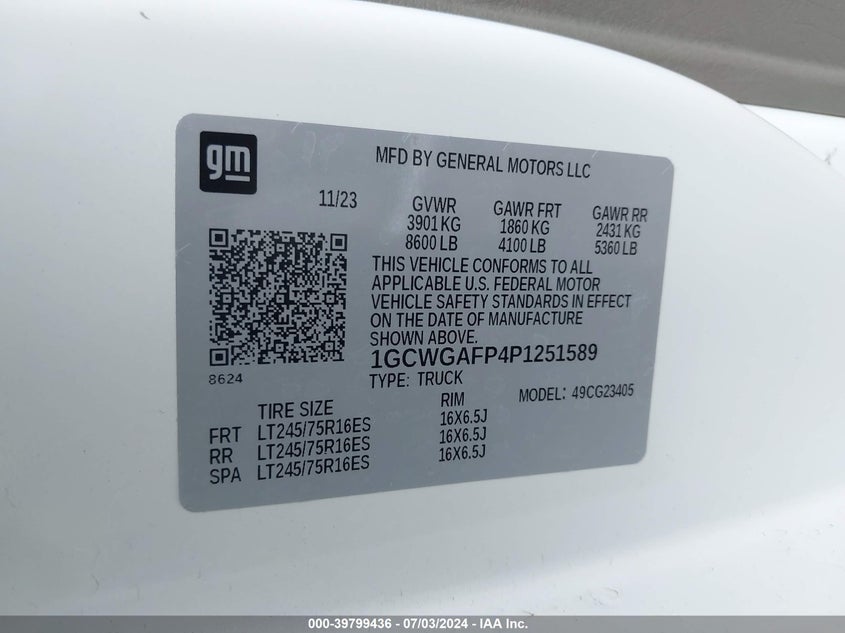 gm
MFD BY GENERAL MOTORS LLC
11/23
GVWR GAWR FRT GAWR RR
3901 KG 1860 KG 2431 KG
8600 LB 4100 LB 5360 LB
THIS VEHICLE CONFORMS TO ALL
APPLICABLE U.S. FEDERAL MOTOR
VEHICLE SAFETY STANDARDS IN EFFECT
ON THE DATE OF MANUFACTURE
SHOWN ABOVE.
1GCWGAFP4P1251589
8624
TYPE: TRUCK
MODEL: 49CG23405
TIRE SIZE RIM
FRT LT245/75R16ES 16X6.5J
RR LT245/75R16ES 16X6.5J
SPA LT245/75R16ES 16X6.5J
000-39799436 - 07/03/2024 - IAA Inc.